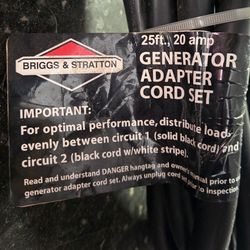 25ft., 20 amp
GENERATOR
ADAPTER
CORD SET
BRIGGS & STRATTON
IMPORTANT:
For optimal performance, distribute load
evenly between circuit 1 (solid black cord) and
circuit 2 (black cord w/white stripe).
Read and understand DANGER hangtag and owner's manual prior to
generator adapter cord set. Always unplug cord prior to inspection